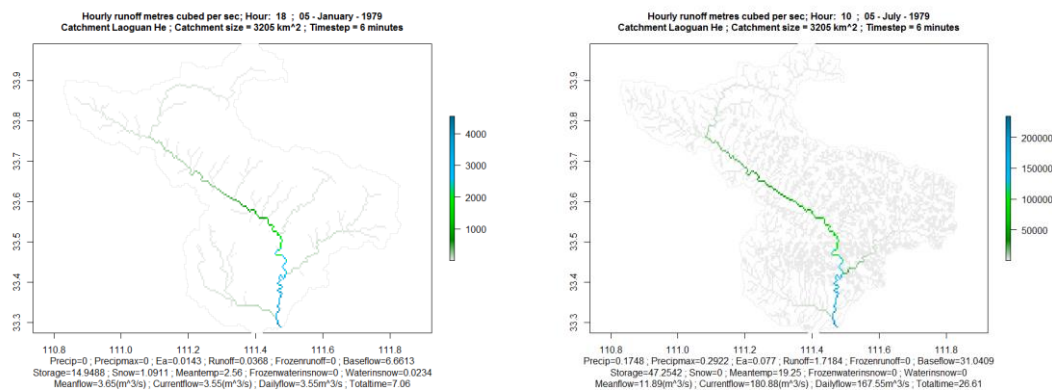 Hourly runoff metres cubed per sec; Hour: 18 ; 05 - January - 1979
Catchment Laoguan He ; Catchment size = 3205 km^2 ; Timestep = 6 minutes
33.9
33.8
33.7
33.6
33.5
33.4
33.3
4000
3000
2000
1000
110.8 111.0 111.2 111.4 111.6 111.8
Precip=0 ; Precipmax=0 ; Ea=0.0143 ; Runoff=0.0368 ; Frozenrunoff=0 ; Baseflow=6.6613
Storage=14.9488 ; Snow=1.0911 ; Meantemp=2.56 ; Frozenwaterinsnow=0 ; Waterinsnow=0.0234
Meanflow=3.65(m^3/s) ; Currentflow=3.55(m^3/s) ; Dailyflow=3.55(m^3/s) ; Totaltime=7.06
Hourly runoff metres cubed per sec; Hour: 10 ; 05 - July - 1979
Catchment Laoguan He ; Catchment size = 3205 km^2 ; Timestep = 6 minutes
33.9
33.8
33.7
33.6
33.5
33.4
33.3
200000
150000
100000
50000
110.8 111.0 111.2 111.4 111.6 111.8
Precip=0.1748 ; Precipmax=0.2922 ; Ea=0.077 ; Runoff=1.7184 ; Frozenrunoff=0 ; Baseflow=31.0409
Storage=47.2542 ; Snow=0 ; Meantemp=19.25 ; Frozenwaterinsnow=0 ; Waterinsnow=0
Meanflow=11.89(m^3/s) ; Currentflow=180.88(m^3/s) ; Dailyflow=167.55(m^3/s) ; Totaltime=26.61